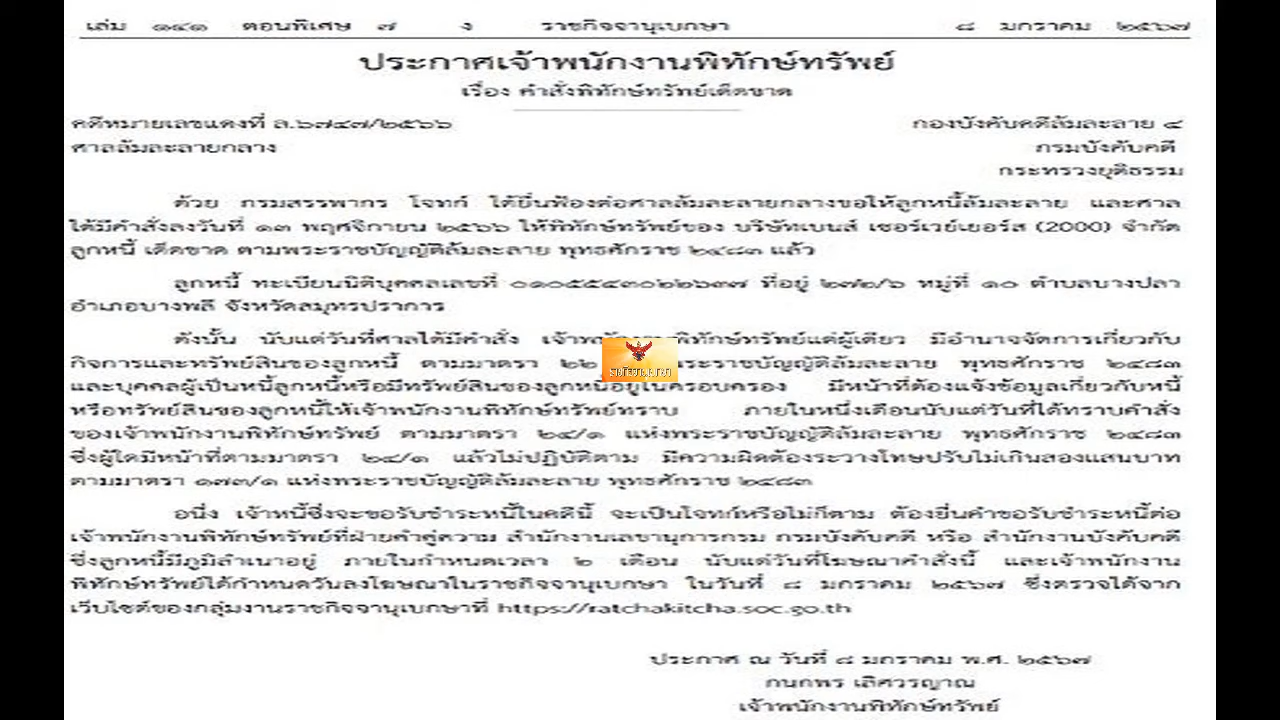 เล่ม ๑๔๑ ตอนพิเศษ ๗ ง ราชกิจจานุเบกษา ๘ มกราคม ๒๕๖๗
ประกาศเจ้าพนักงานพิทักษ์ทรัพย์
เรื่อง คำสั่งพิทักษ์ทรัพย์เด็ดขาด
คดีหมายเลขแดงที่ ล.๖๗๔๗/๒๕๖๖ กองบังคับคดีล้มละลาย ๔
ศาลล้มละลายกลาง กรมบังคับคดี
กระทรวงยุติธรรม
ด้วย กรมสรรพากร โจทก์ ได้ยื่นฟ้องต่อศาลล้มละลายกลางขอให้ลูกหนี้ล้มละลาย และศาล
ได้มีคำสั่งลงวันที่ ๑๓ พฤศจิกายน ๒๕๖๖ ให้พิทักษ์ทรัพย์ของ บริษัทเบนส์ เซอร์เวย์เยอร์ส (2000) จำกัด
ลูกหนี้ เด็ดขาด ตามพระราชบัญญัติล้มละลาย พุทธศักราช ๒๔๘๓ แล้ว
ลูกหนี้ ทะเบียนนิติบุคคลเลขที่ ๐๑๐๕๕๔๓๐๒๒๖๓๗ ที่อยู่ ๒๗๒/๖ หมู่ที่ ๑๐ ตำบลบางปลา
อำเภอบางพลี จังหวัดสมุทรปราการ
ดังนั้น นับแต่วันที่ศาลได้มีคำสั่ง พิทักษ์ทรัพย์แต่ผู้เดียว มีอำนาจจัดการเกี่ยวกับ
กิจการและทรัพย์สินของลูกหนี้ ตามมาตรา ๒๒ พระราชบัญญัติล้มละลาย พุทธศักราช ๒๔๘๓
ราชกิจจานุเบกษา
และบุคคลผู้เป็นหนี้ลูกหนี้หรือมีทรัพย์สินของลูกหนี้อยู่ในครอบครอง มีหน้าที่ต้องแจ้งข้อมูลเกี่ยวกับหนี้
หรือทรัพย์สินของลูกหนี้ให้เจ้าพนักงานพิทักษ์ทรัพย์ทราบ ภายในหนึ่งเดือนนับแต่วันที่ได้ทราบคำสั่ง
ของเจ้าพนักงานพิทักษ์ทรัพย์ ตามมาตรา ๒๔/๑ แห่งพระราชบัญญัติล้มละลาย พุทธศักราช ๒๔๘๓
ซึ่งผู้ใดมีหน้าที่ตามมาตรา ๒๔/๑ แล้วไม่ปฏิบัติตาม มีความผิดต้องระวางโทษปรับไม่เกินสองแสนบาท
ตามมาตรา ๑๗๓/๑ แห่งพระราชบัญญัติล้มละลาย พุทธศักราช ๒๔๘๓
อนึ่ง เจ้าหนี้ซึ่งจะขอรับชำระหนี้ในคดีนี้ จะเป็นโจทก์หรือไม่ก็ตาม ต้องยื่นคำขอรับชำระหนี้ต่อ
เจ้าพนักงานพิทักษ์ทรัพย์ที่ฝ่ายคำคู่ความ สำนักงานเลขานุการกรม กรมบังคับคดี หรือ สำนักงานบังคับคดี
ซึ่งลูกหนี้มีภูมิลำเนาอยู่ ภายในกำหนดเวลา ๒ เดือน นับแต่วันที่โฆษณาคำสั่งนี้ และเจ้าพนักงาน
พิทักษ์ทรัพย์ได้กำหนดวันลงโฆษณาในราชกิจจานุเบกษา ในวันที่ ๘ มกราคม ๒๕๖๗ ซึ่งตรวจได้จาก
เว็บไซต์ของกลุ่มงานราชกิจจานุเบกษาที่ https://ratchakitcha.soc.go.th
ประกาศ ณ วันที่ ๘ มกราคม พ.ศ. ๒๕๖๗
กนกพร เลิศวรญาณ
เจ้าพนักงานพิทักษ์ทรัพย์